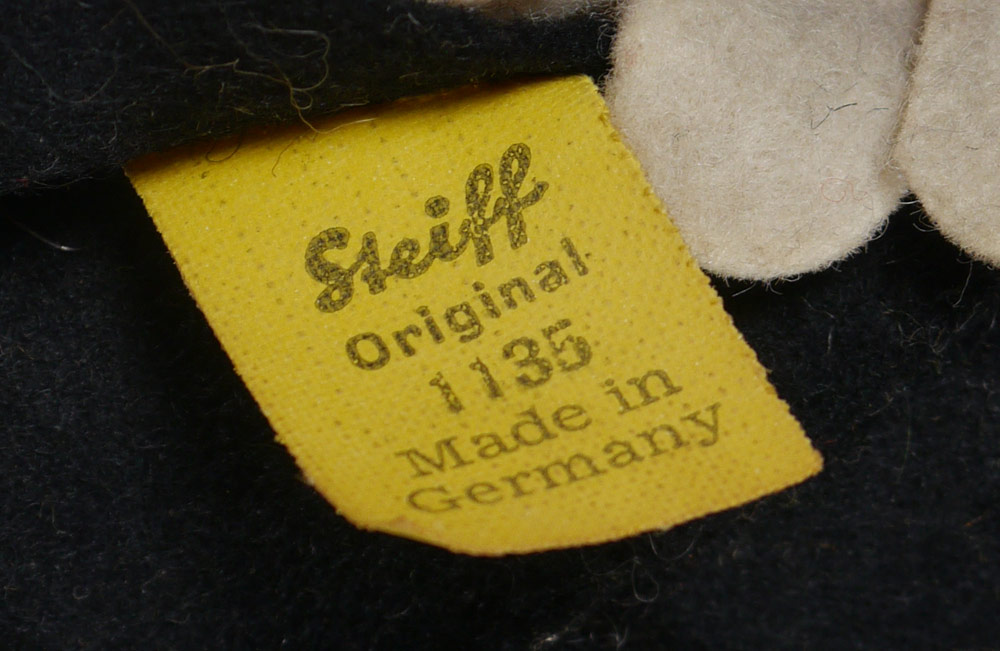 Steiff
Original
1135
Made in
Germany